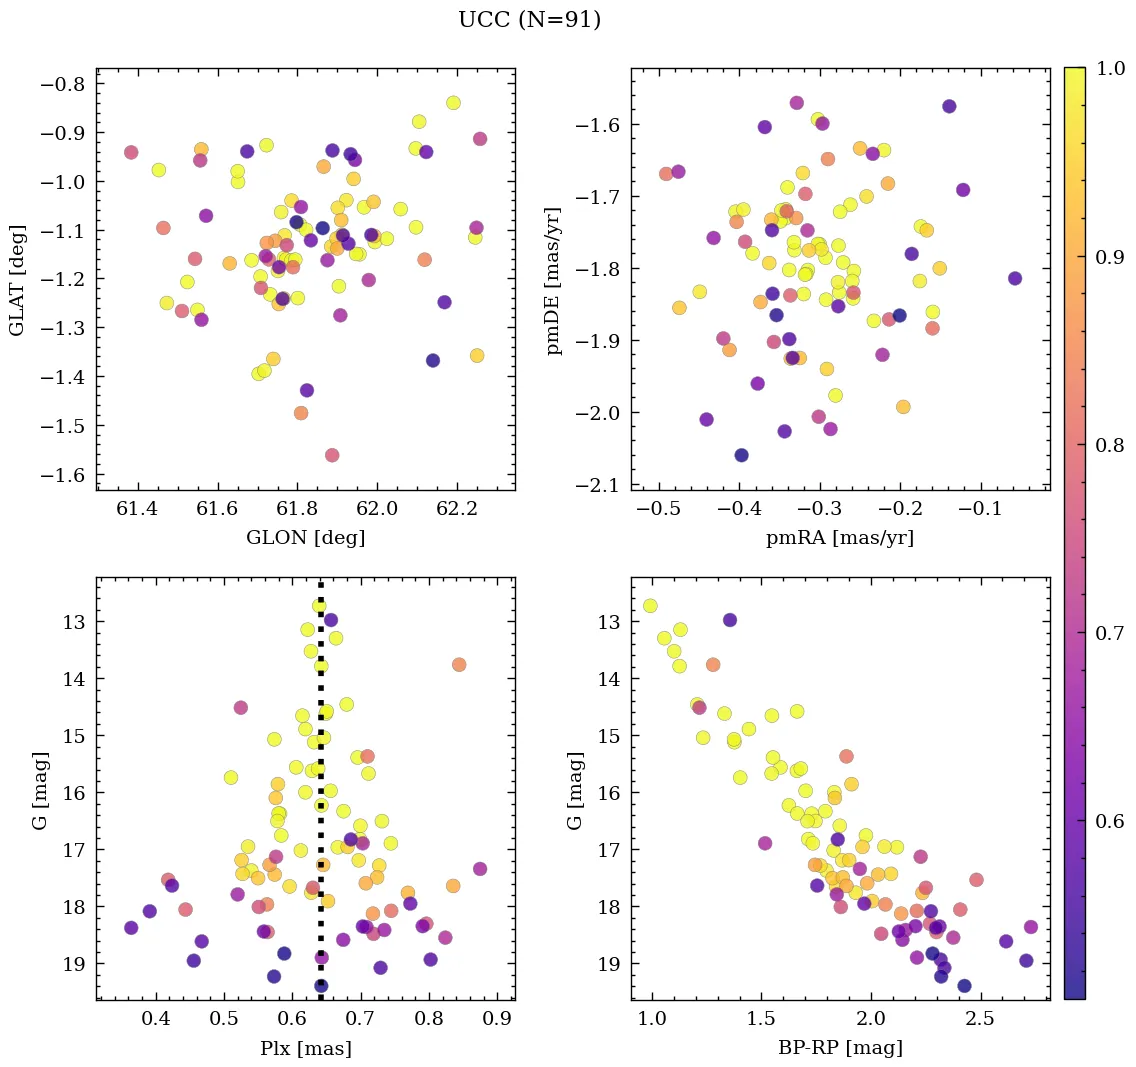 UCC (N=91)
−0.8
−0.9
−1.0
−1.1
−1.2
−1.3
−1.4
−1.5
−1.6
GLAT [deg]
61.4 61.6 61.8 62.0 62.2
GLON [deg]
−1.6
−1.7
−1.8
−1.9
−2.0
−2.1
pmDE [mas/yr]
−0.5 −0.4 −0.3 −0.2 −0.1
pmRA [mas/yr]
13
14
15
16
17
18
19
G [mag]
0.4 0.5 0.6 0.7 0.8 0.9
Plx [mas]
13
14
15
16
17
18
19
G [mag]
1.0 1.5 2.0 2.5
BP-RP [mag]
1.0
0.9
0.8
0.7
0.6